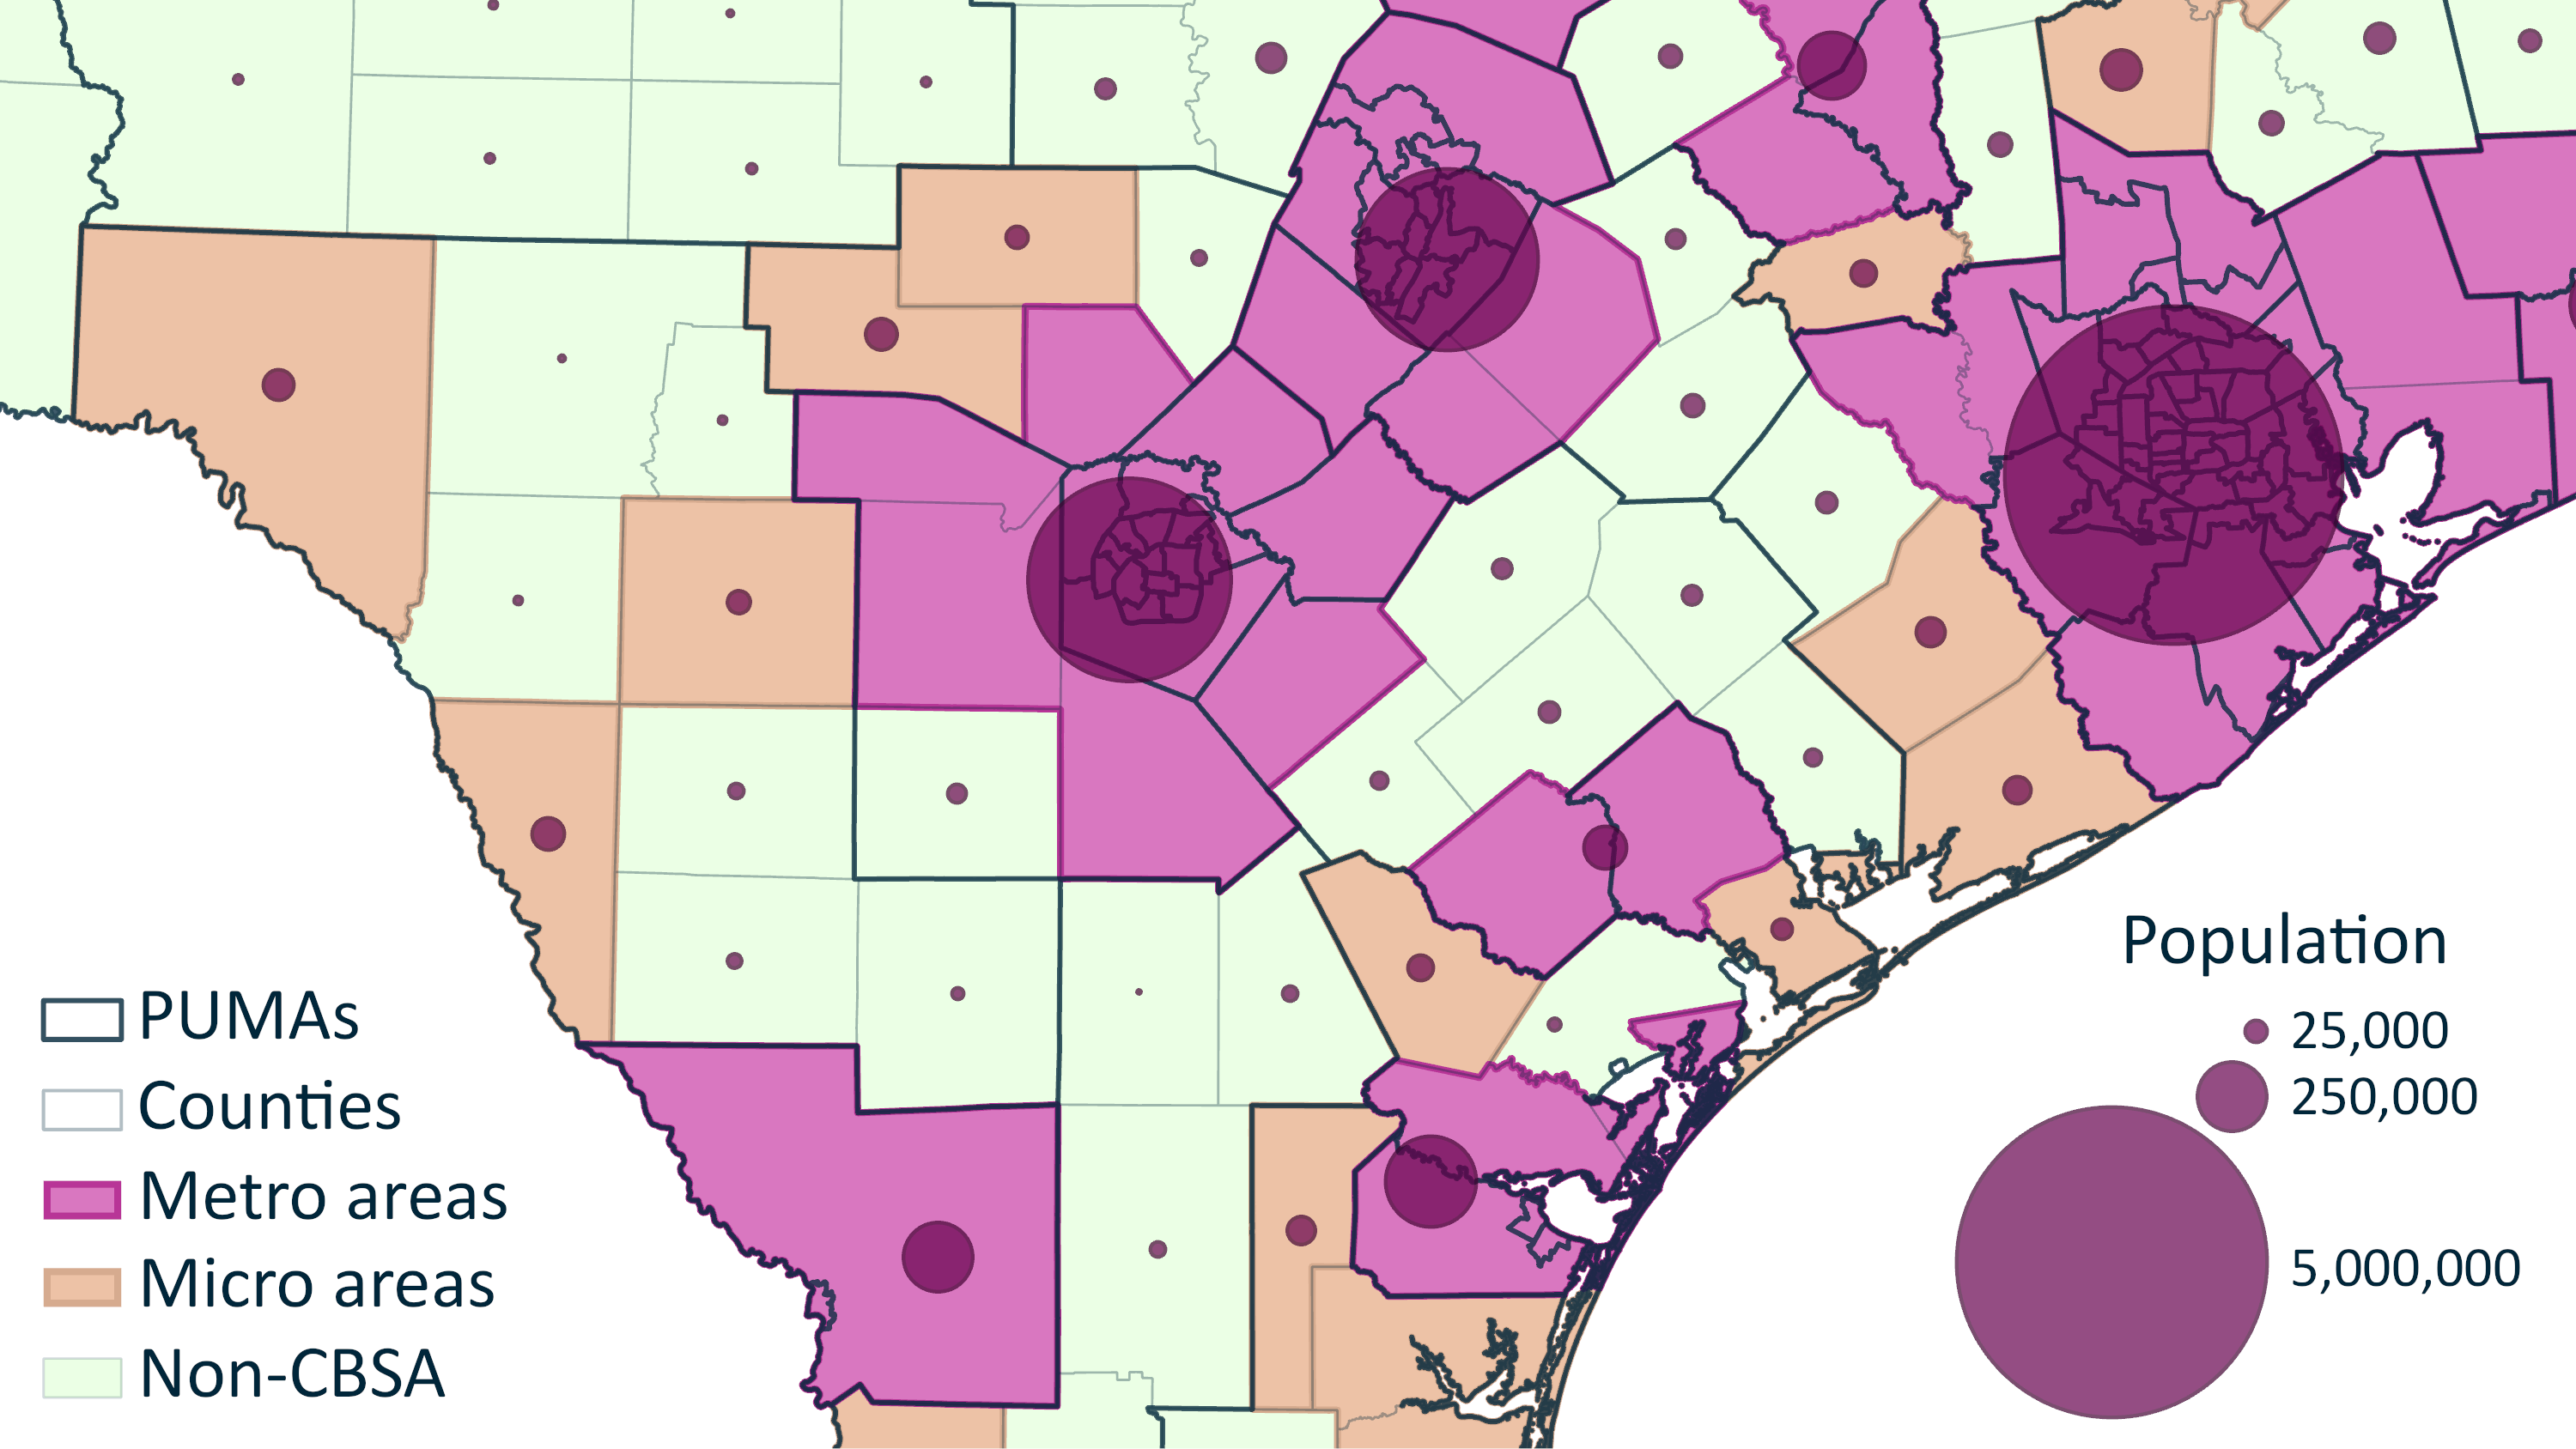 PUMAs
Counties
Metro areas
Micro areas
Non-CBSA
Population
25,000
250,000
5,000,000